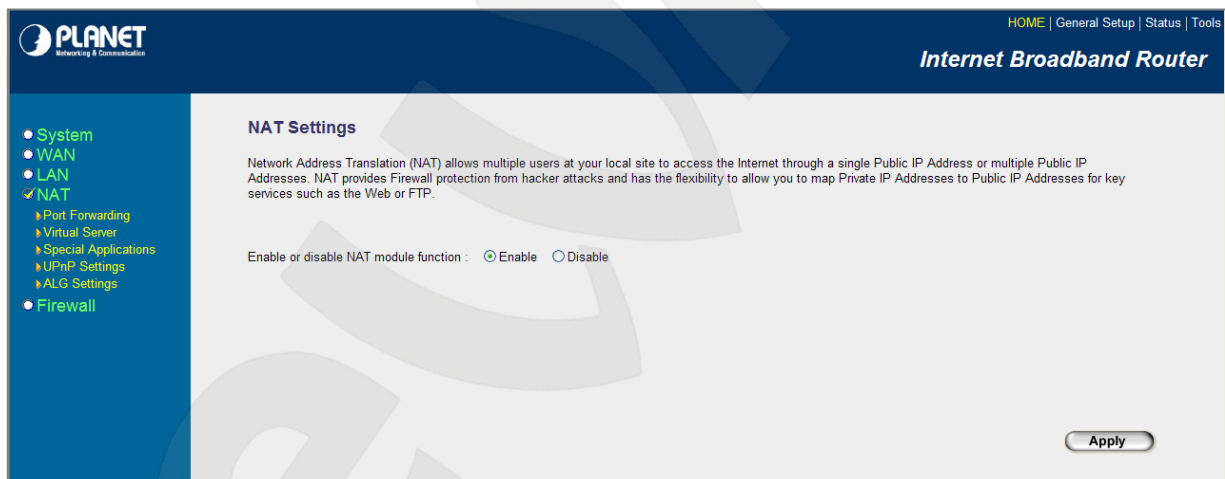 PLANET
Networking & Communication
HOME | General Setup | Status | Tools
Internet Broadband Router
System
WAN
LAN
NAT
Port Forwarding
Virtual Server
Special Applications
UPnP Settings
ALG Settings
Firewall
NAT Settings
Network Address Translation (NAT) allows multiple users at your local site to access the Internet through a single Public IP Address or multiple Public IP
Addresses. NAT provides Firewall protection from hacker attacks and has the flexibility to allow you to map Private IP Addresses to Public IP Addresses for key
services such as the Web or FTP.
Enable or disable NAT module function : Enable Disable
Apply